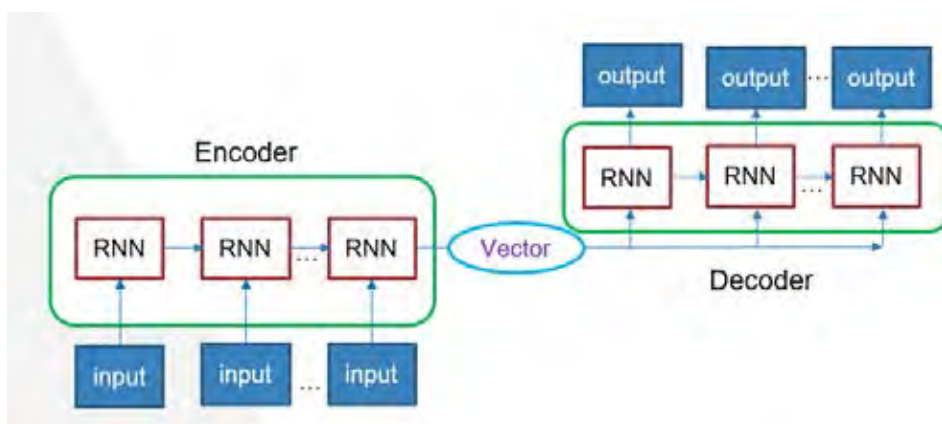 output output ... output
Encoder
RNN RNN ... RNN
RNN RNN ... RNN
Vector
Decoder
input input ... input